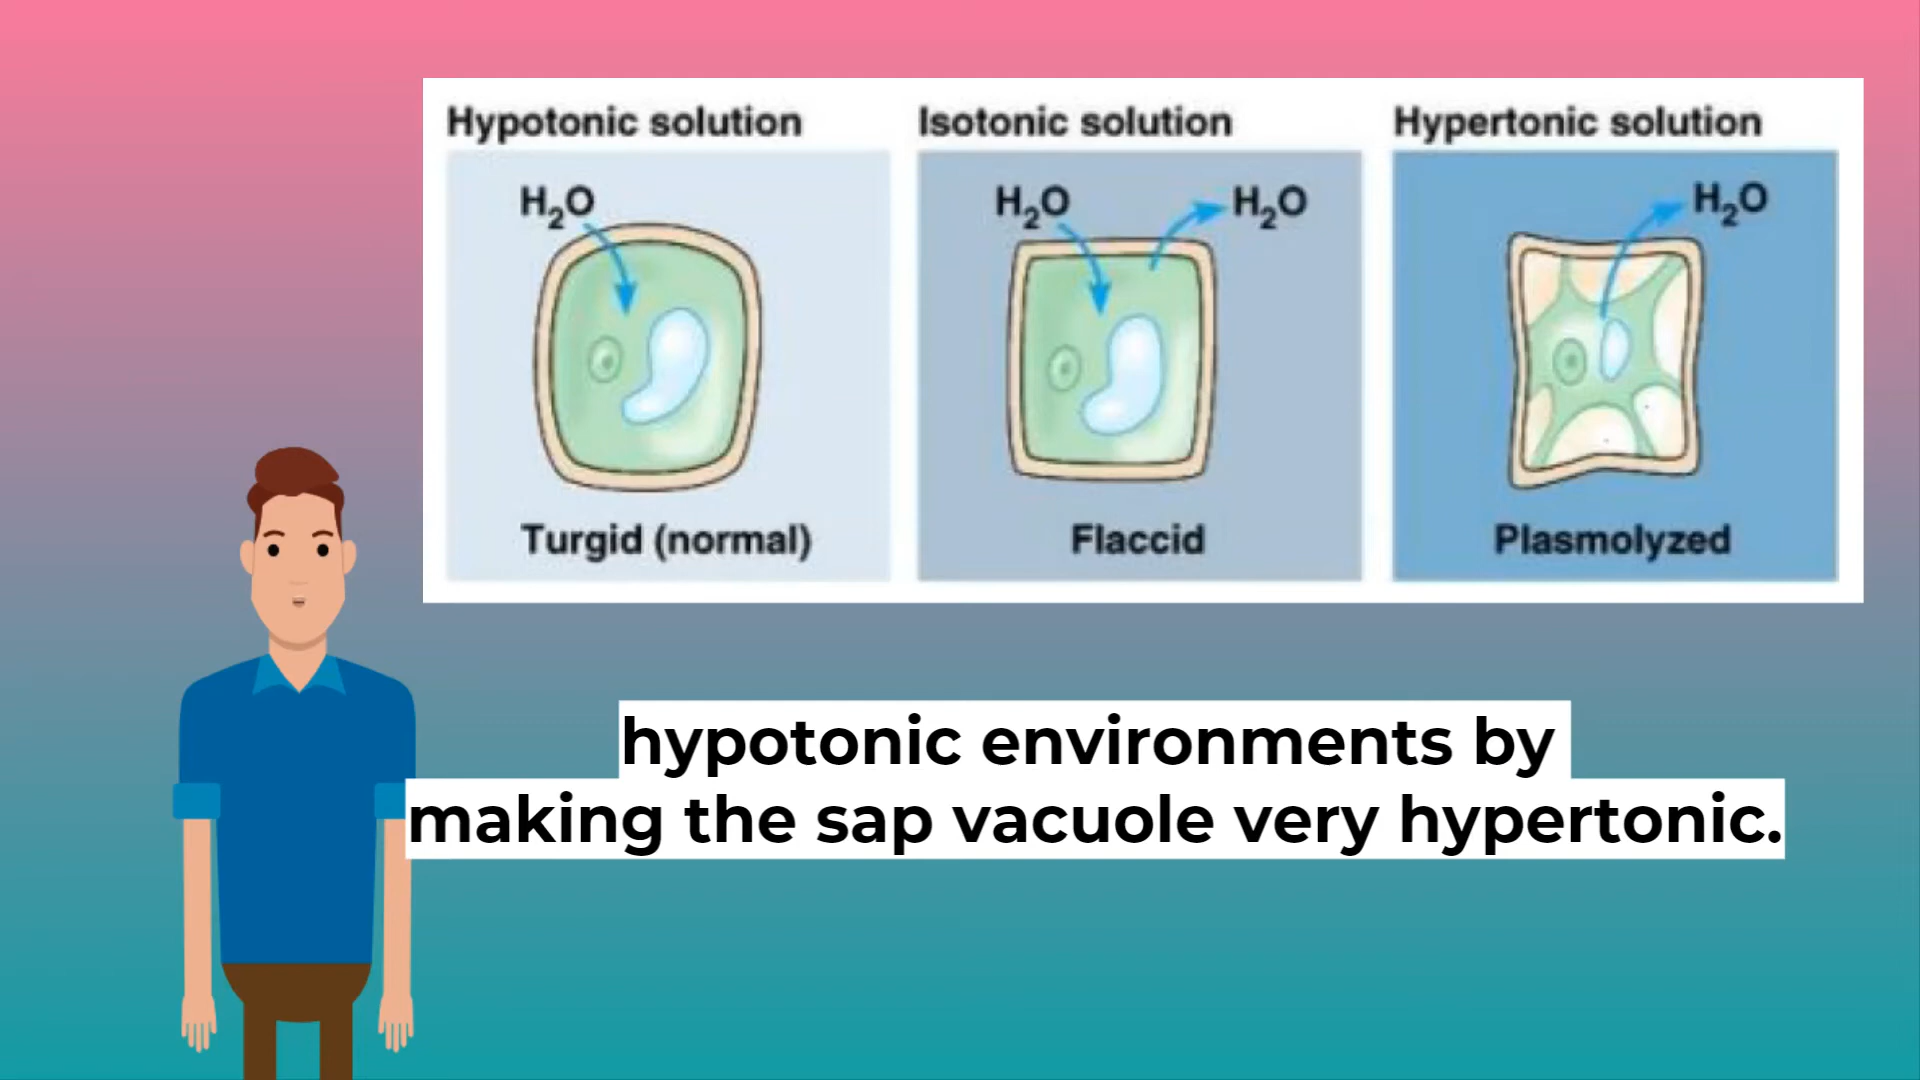 Hypotonic solution
Isotonic solution
Hypertonic solution
H₂O
H₂O
H₂O
H₂O
Turgid (normal)
Flaccid
Plasmolyzed
hypotonic environments by
making the sap vacuole very hypertonic.